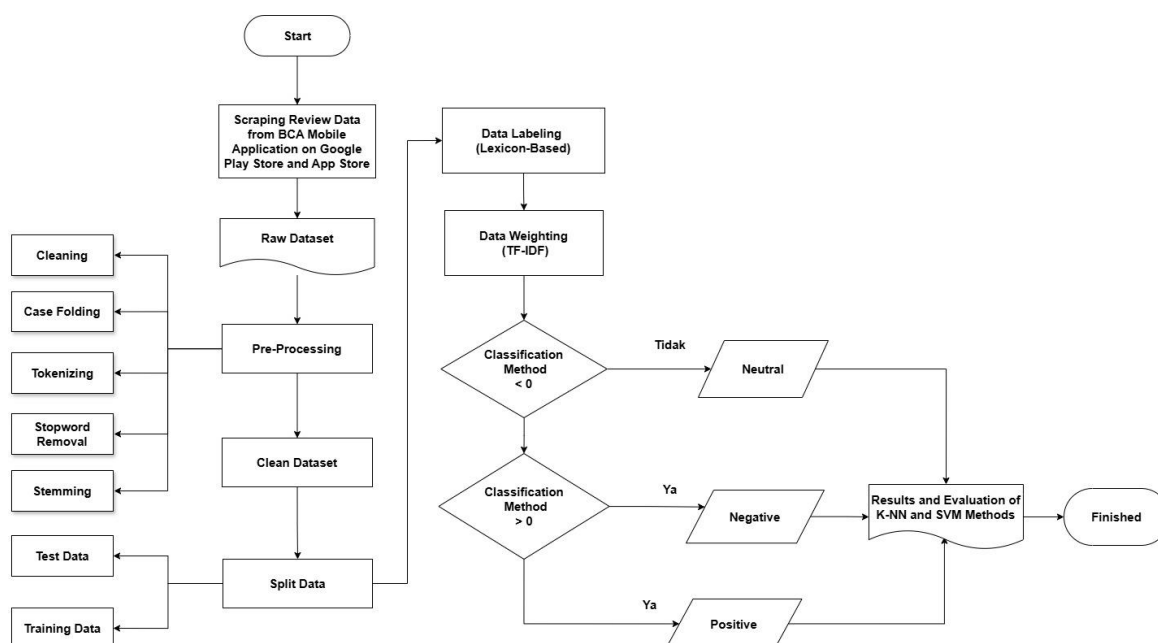 Start
Scraping Review Data
from BCA Mobile
Application on Google
Play Store and App Store
Raw Dataset
Pre-Processing
Cleaning
Case Folding
Tokenizing
Stopword
Removal
Stemming
Clean Dataset
Split Data
Test Data
Training Data
Data Labeling
(Lexicon-Based)
Data Weighting
(TF-IDF)
Classification
Method
< 0
Tidak
Neutral
Classification
Method
> 0
Ya
Negative
Ya
Positive
Results and Evaluation of
K-NN and SVM Methods
Finished